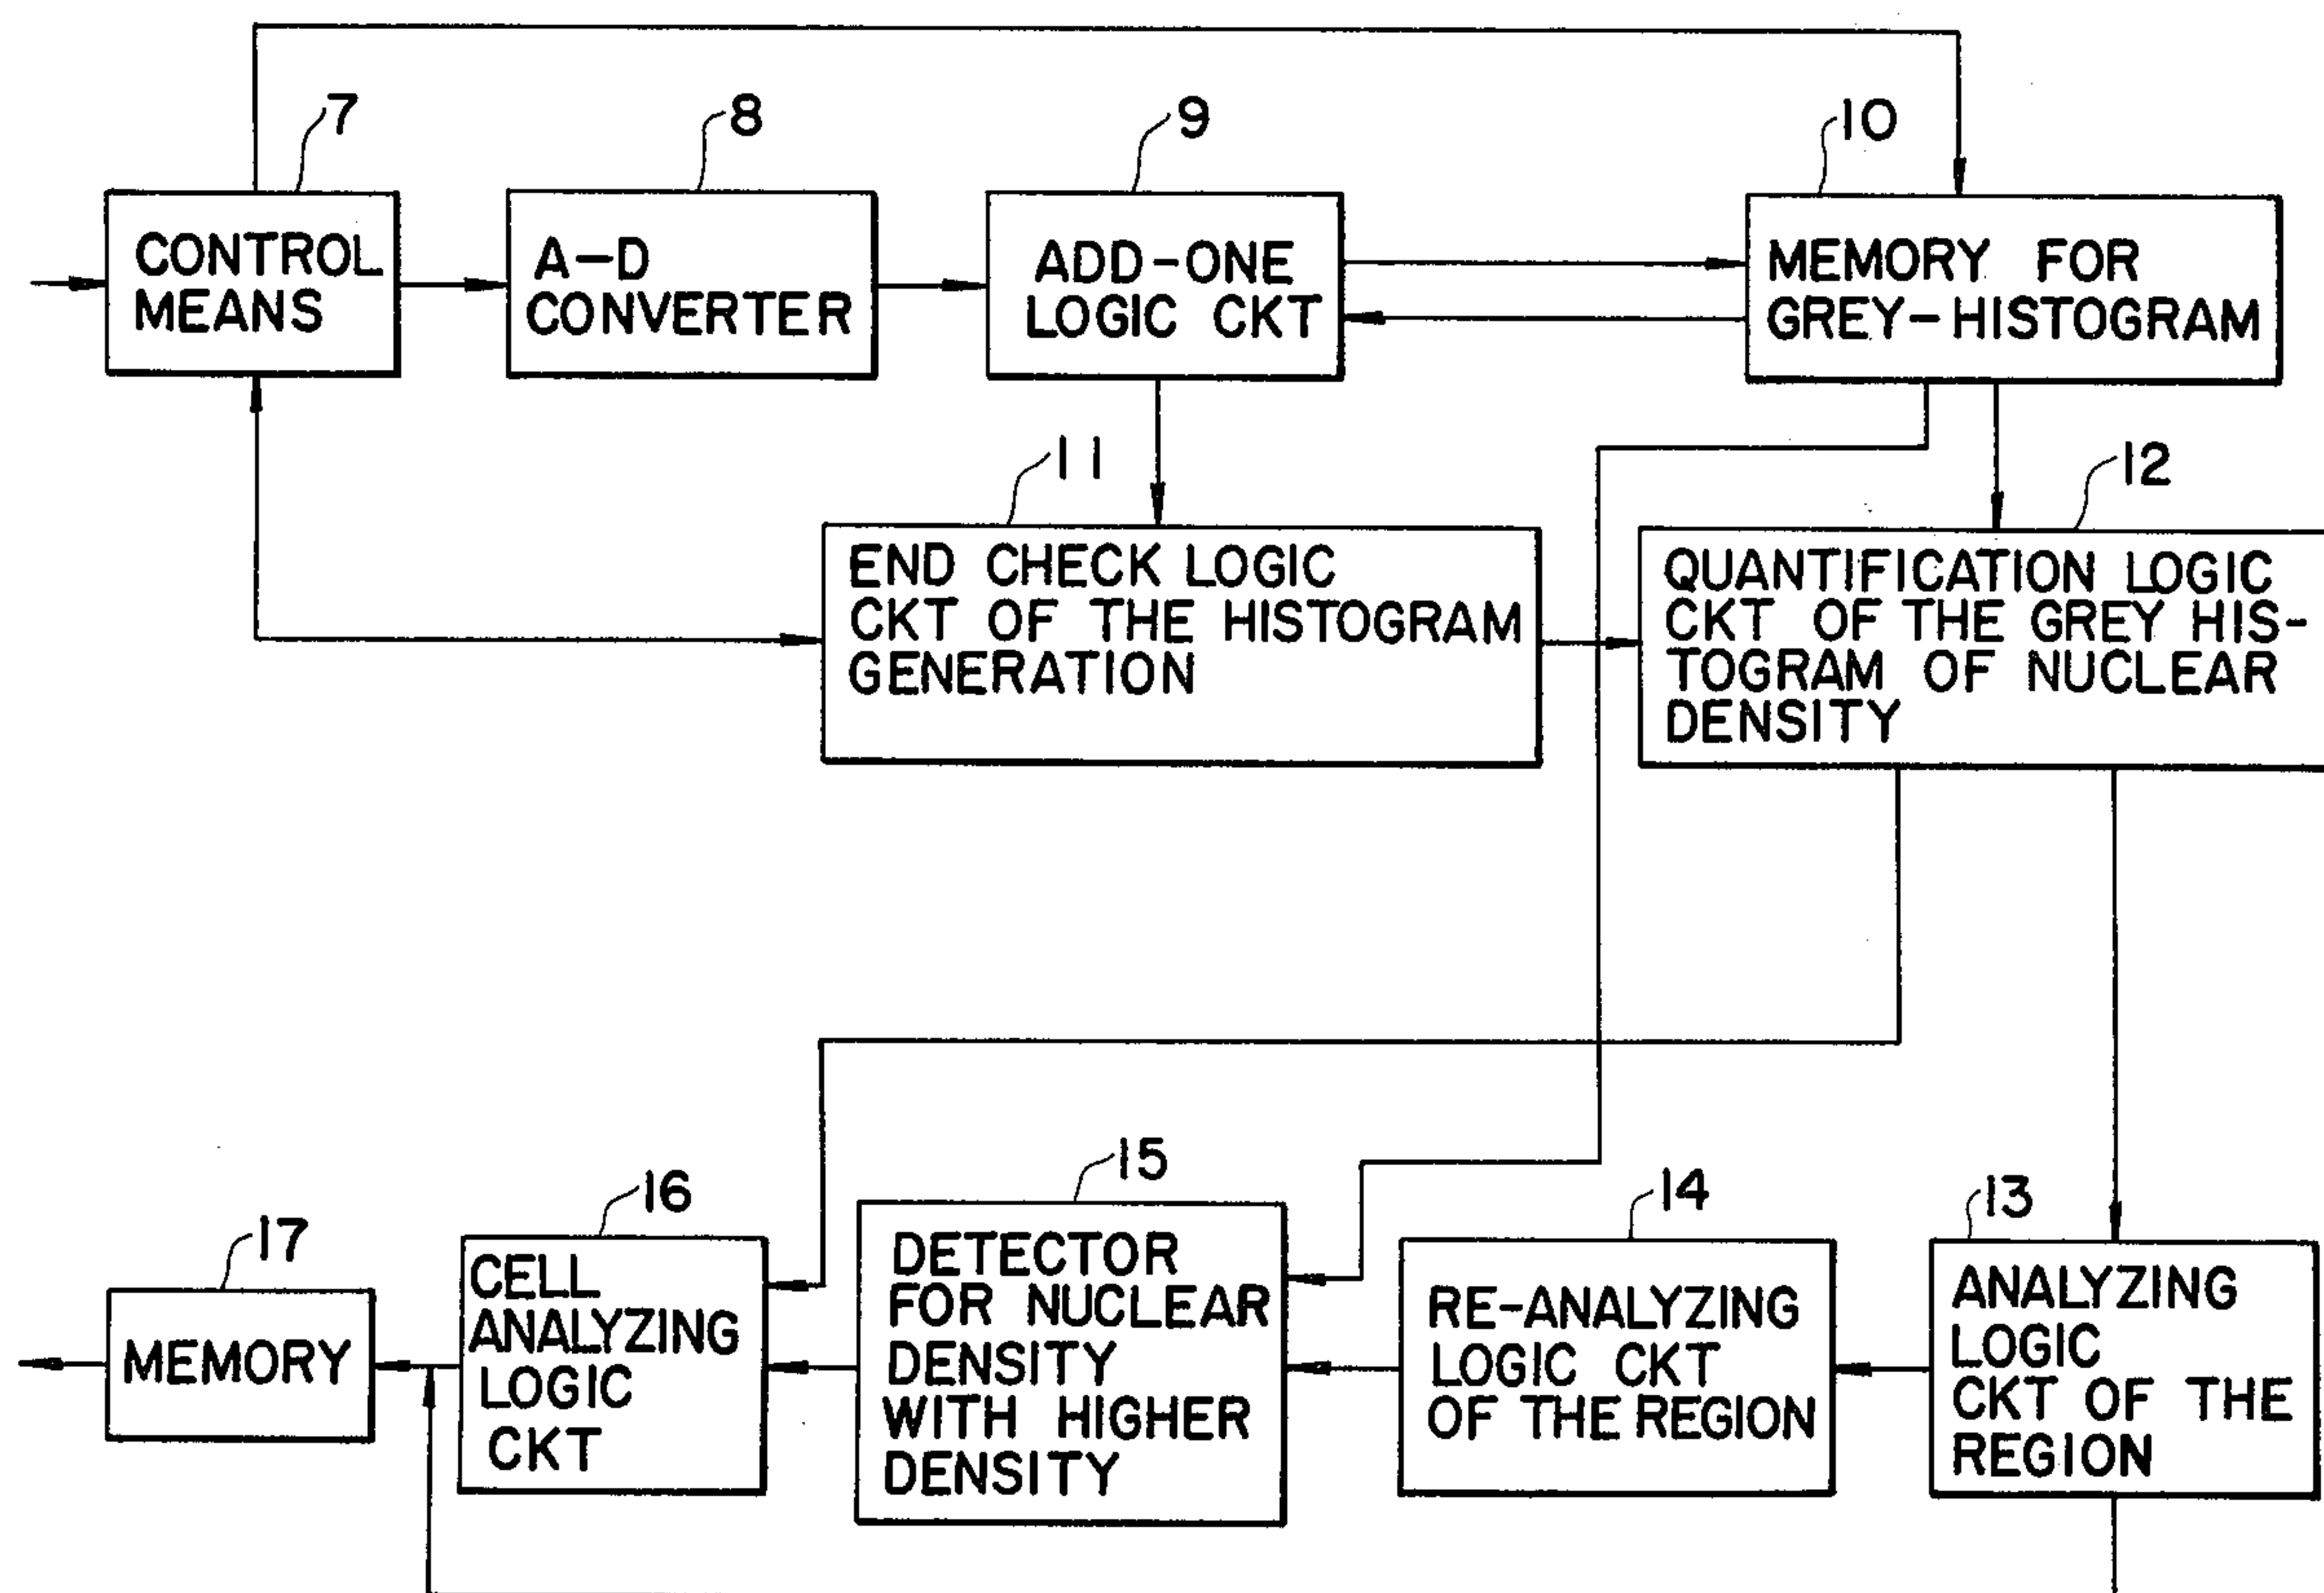 7
8
9
10
CONTROL
MEANS
A-D
CONVERTER
ADD-ONE
LOGIC CKT
MEMORY FOR
GREY-HISTOGRAM
11
12
END CHECK LOGIC
CKT OF THE HISTOGRAM
GENERATION
QUANTIFICATION LOGIC
CKT OF THE GREY HIS-
TOGRAM OF NUCLEAR
DENSITY
17
16
15
14
13
MEMORY
CELL
ANALYZING
LOGIC
CKT
DETECTOR
FOR NUCLEAR
DENSITY
WITH HIGHER
DENSITY
RE-ANALYZING
LOGIC CKT
OF THE REGION
ANALYZING
LOGIC
CKT OF THE
REGION